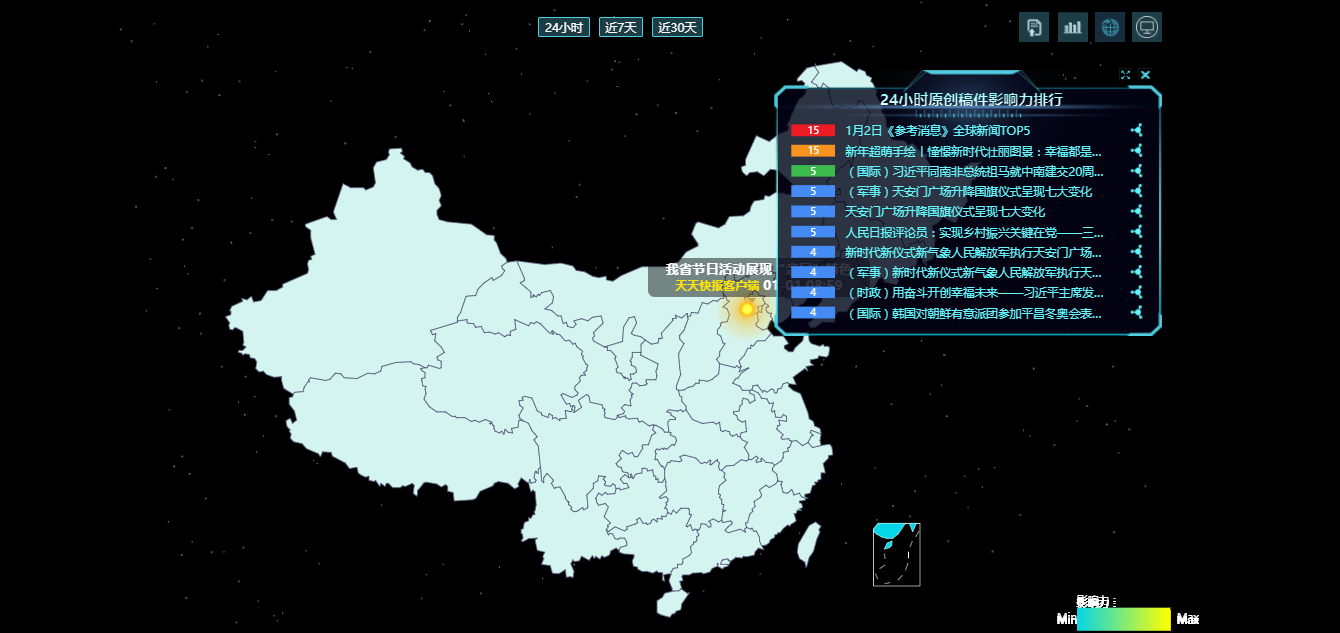 24小时 近7天 近30天
24小时原创稿件影响力排行
15 1月2日《参考消息》全球新闻TOP5
15 新年超萌手绘丨憧憬新时代壮丽图景：幸福都是...
5 （国际）习近平同南非总统祖马就中南建交20周...
5 （军事）天安门广场升降国旗仪式呈现七大变化
5 天安门广场升降国旗仪式呈现七大变化
5 人民日报评论员：实现乡村振兴关键在党——三...
4 新时代新仪式新气象人民解放军执行天安门广场...
4 （军事）新时代新仪式新气象人民解放军执行天...
4 （时政）用奋斗开创幸福未来——习近平主席发...
4 （国际）韩国对朝鲜有意派团参加平昌冬奥会表...
我省节日活动展现
天天快报客户端 01-01 08:59
影响力：
Min Max